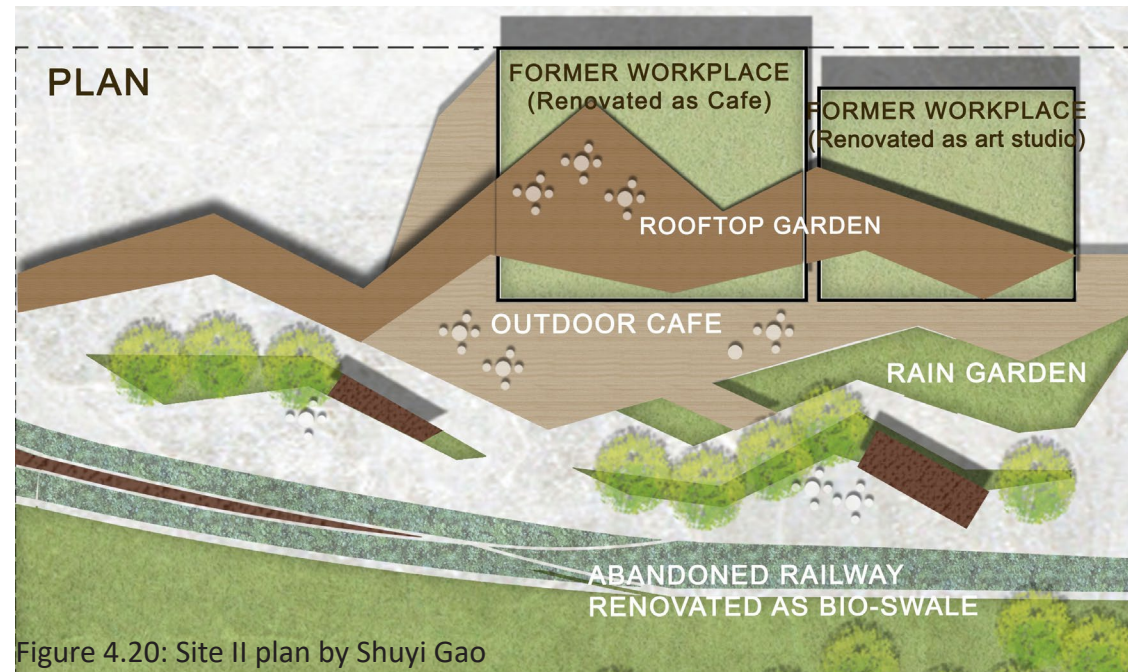 PLAN
FORMER WORKPLACE
(Renovated as Cafe)
FORMER WORKPLACE
(Renovated as art studio)
ROOFTOP GARDEN
OUTDOOR CAFE
RAIN GARDEN
ABANDONED RAILWAY
RENOVATED AS BIO-SWALE
Figure 4.20: Site II plan by Shuyi Gao